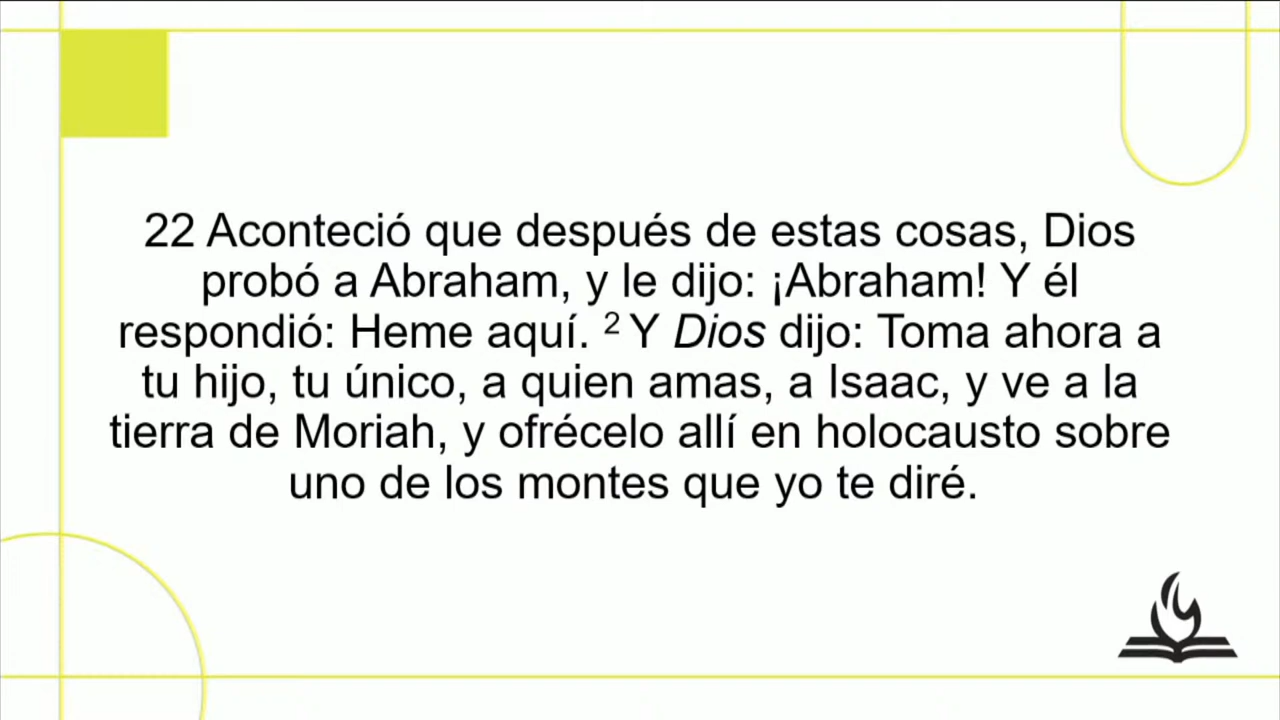 22 Aconteció que después de estas cosas, Dios
probó a Abraham, y le dijo: ¡Abraham! Y él
respondió: Heme aquí. ² Y Dios dijo: Toma ahora a
tu hijo, tu único, a quien amas, a Isaac, y ve a la
tierra de Moriah, y ofrécelo allí en holocausto sobre
uno de los montes que yo te diré.